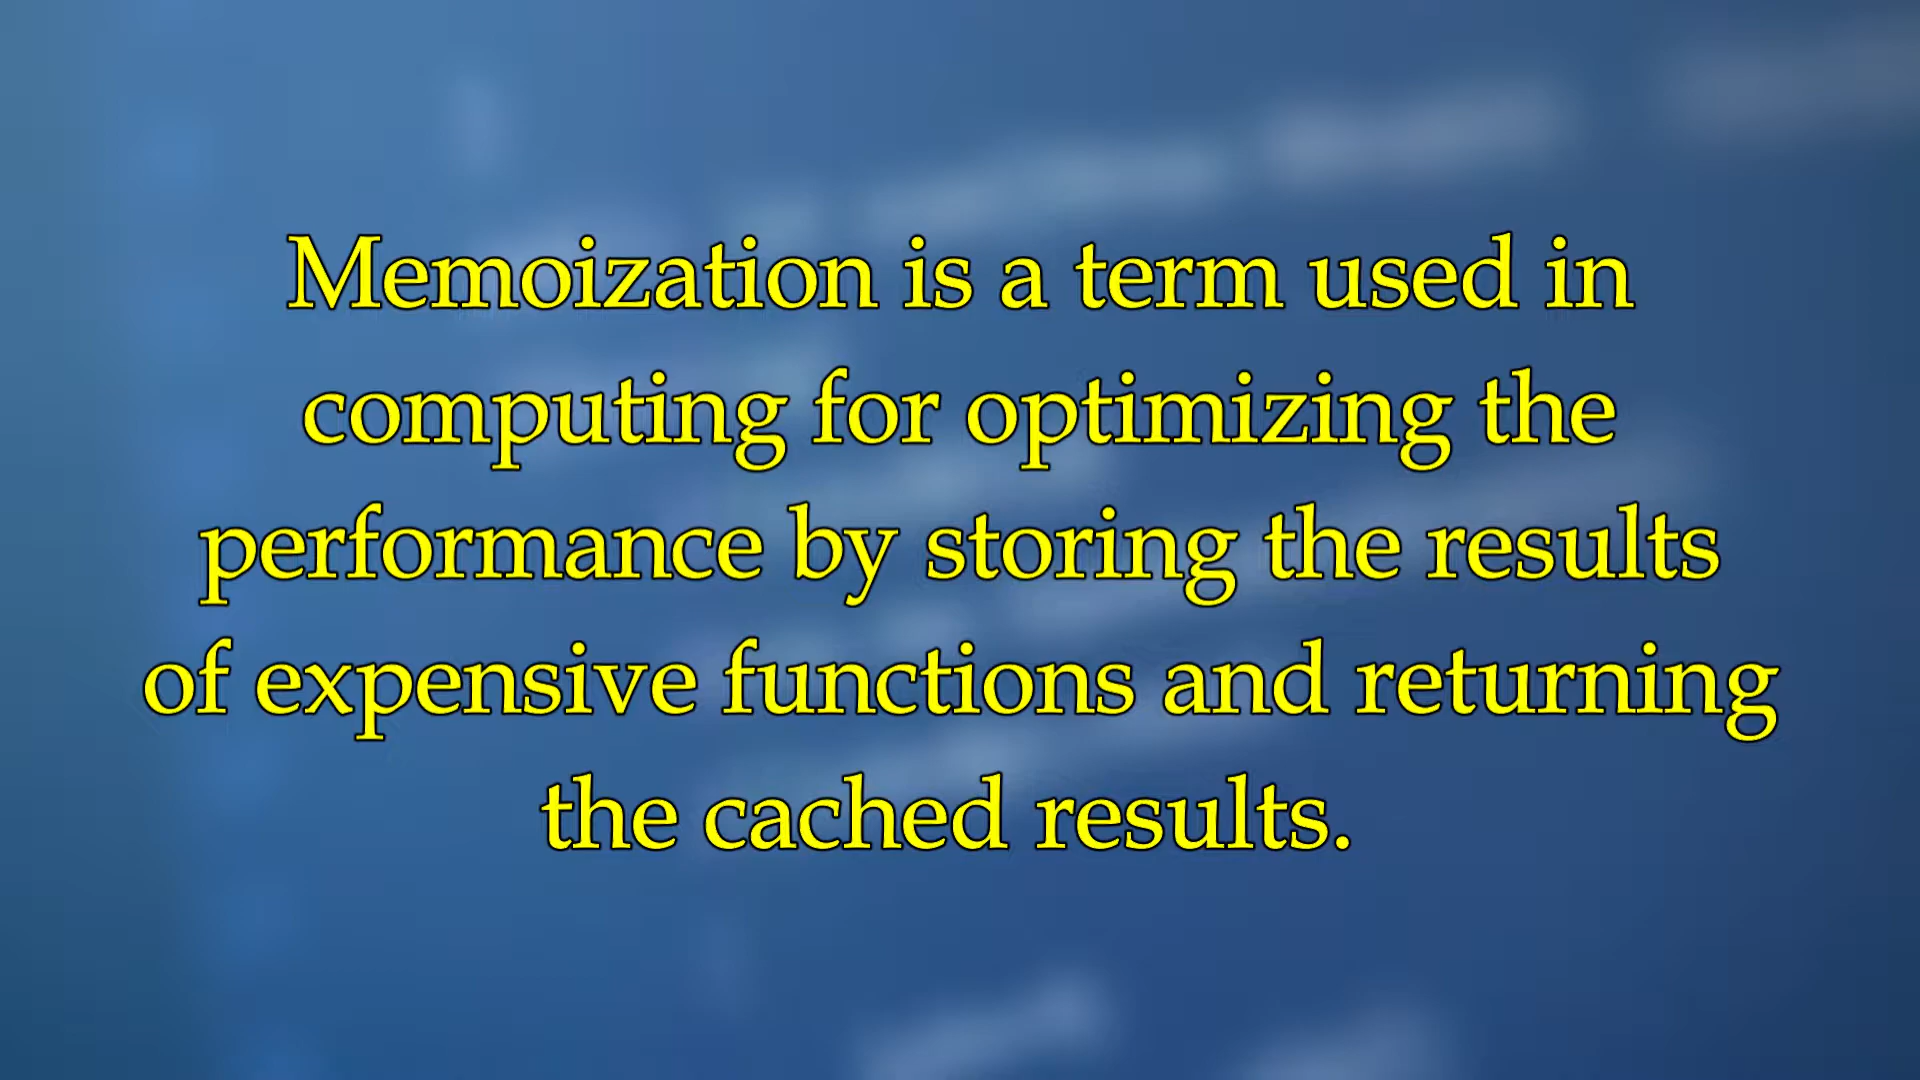 Memoization is a term used in
computing for optimizing the
performance by storing the results
of expensive functions and returning
the cached results.